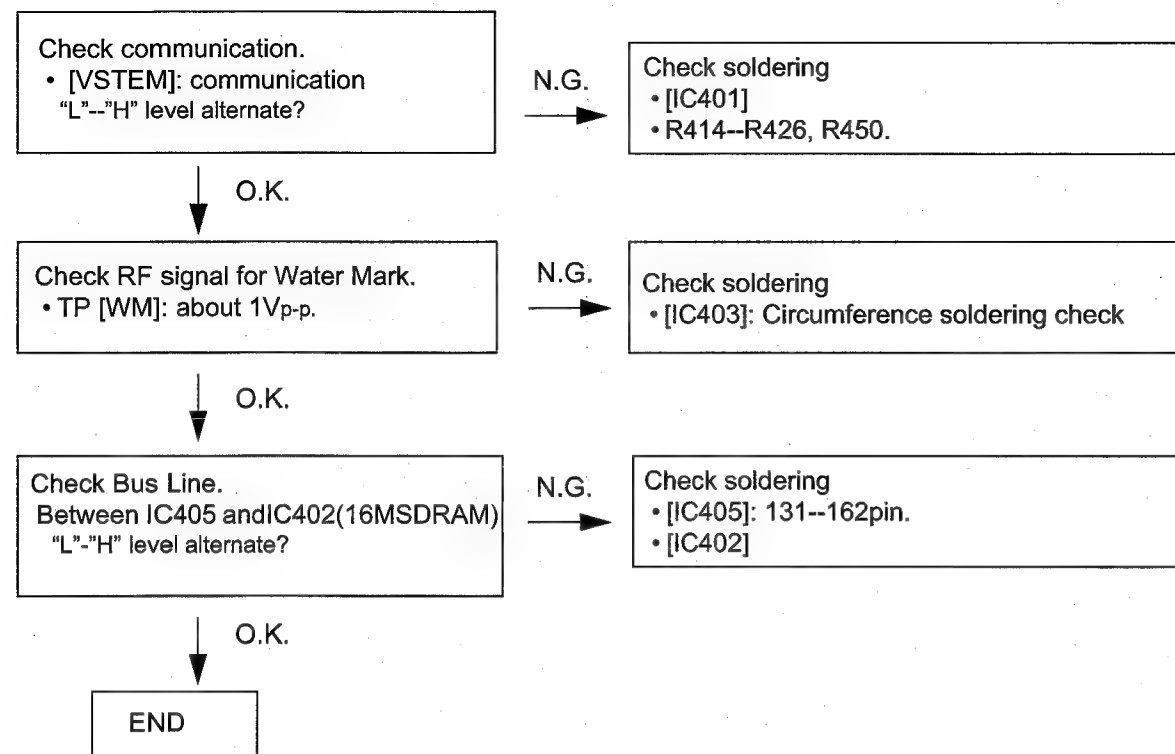 Check communication.
• [VSTEM]: communication
"L"--"H" level alternate?
N.G.
Check soldering
• [IC401]
• R414--R426, R450.
O.K.
Check RF signal for Water Mark.
• TP [WM]: about 1Vp-p.
N.G.
Check soldering
• [IC403]: Circumference soldering check
O.K.
Check Bus Line.
Between IC405 andIC402(16MSDRAM)
"L"-"H" level alternate?
N.G.
Check soldering
• [IC405]: 131--162pin.
• [IC402]
O.K.
END